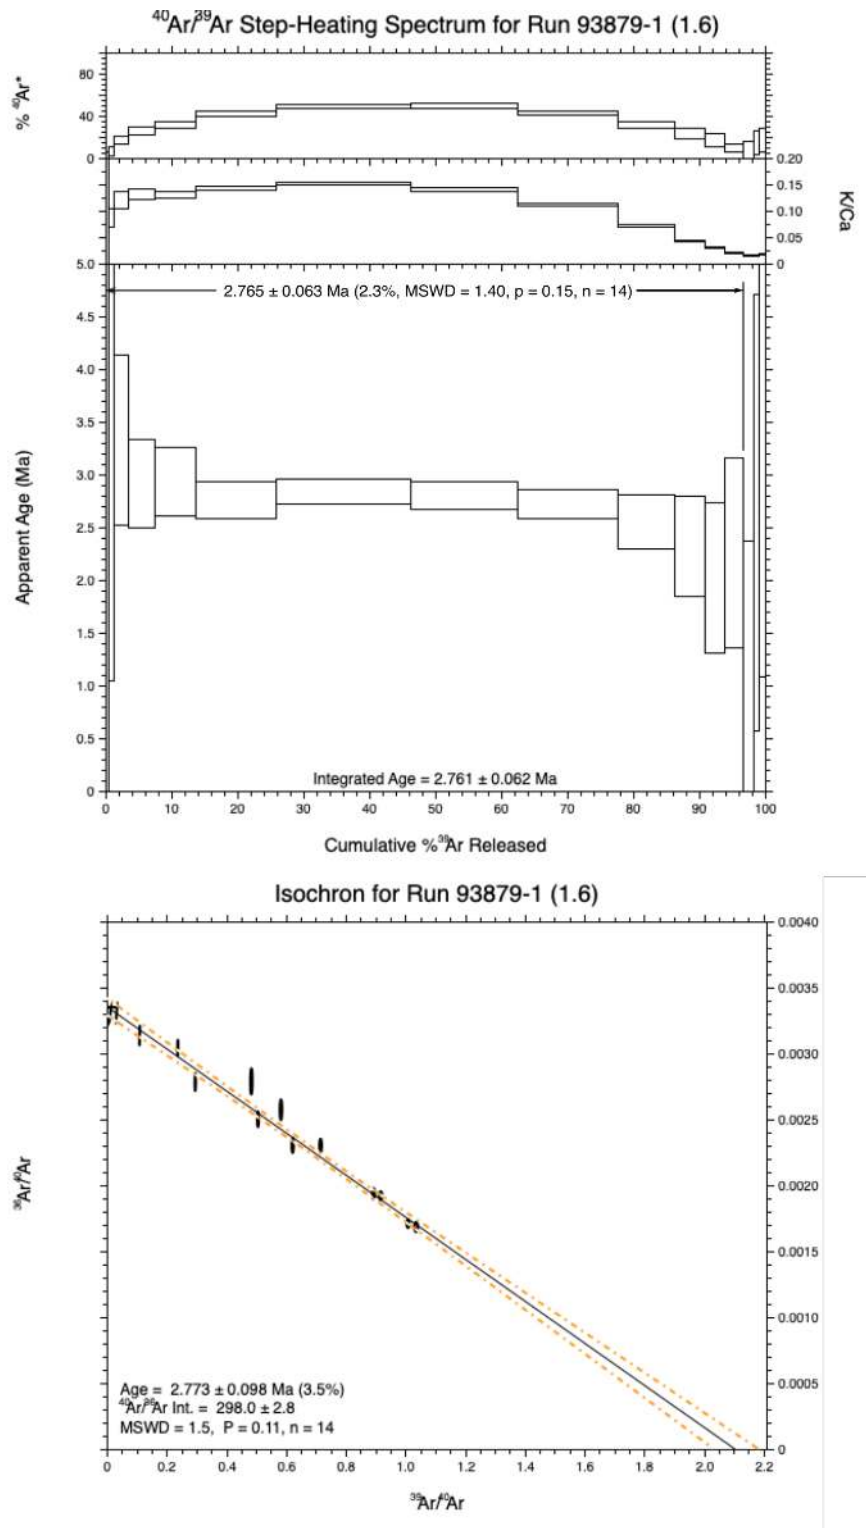 40Ar/39Ar Step-Heating Spectrum for Run 93879-1 (1.6)
% 40Ar*
80
40
0
0.20
0.15
0.10
0.05
0
K/Ca
5.0
4.5
4.0
3.5
3.0
2.5
2.0
1.5
1.0
0.5
0
Apparent Age (Ma)
2.765 ± 0.063 Ma (2.3%, MSWD = 1.40, p = 0.15, n = 14)
Integrated Age = 2.761 ± 0.062 Ma
0 10 20 30 40 50 60 70 80 90 100
Cumulative %39Ar Released
Isochron for Run 93879-1 (1.6)
0.0040
0.0035
0.0030
0.0025
0.0020
0.0015
0.0010
0.0005
0
36Ar/40Ar
Age = 2.773 ± 0.098 Ma (3.5%)
40Ar/36Ar Int. = 298.0 ± 2.8
MSWD = 1.5, P = 0.11, n = 14
0 0.2 0.4 0.6 0.8 1.0 1.2 1.4 1.6 1.8 2.0 2.2
39Ar/40Ar